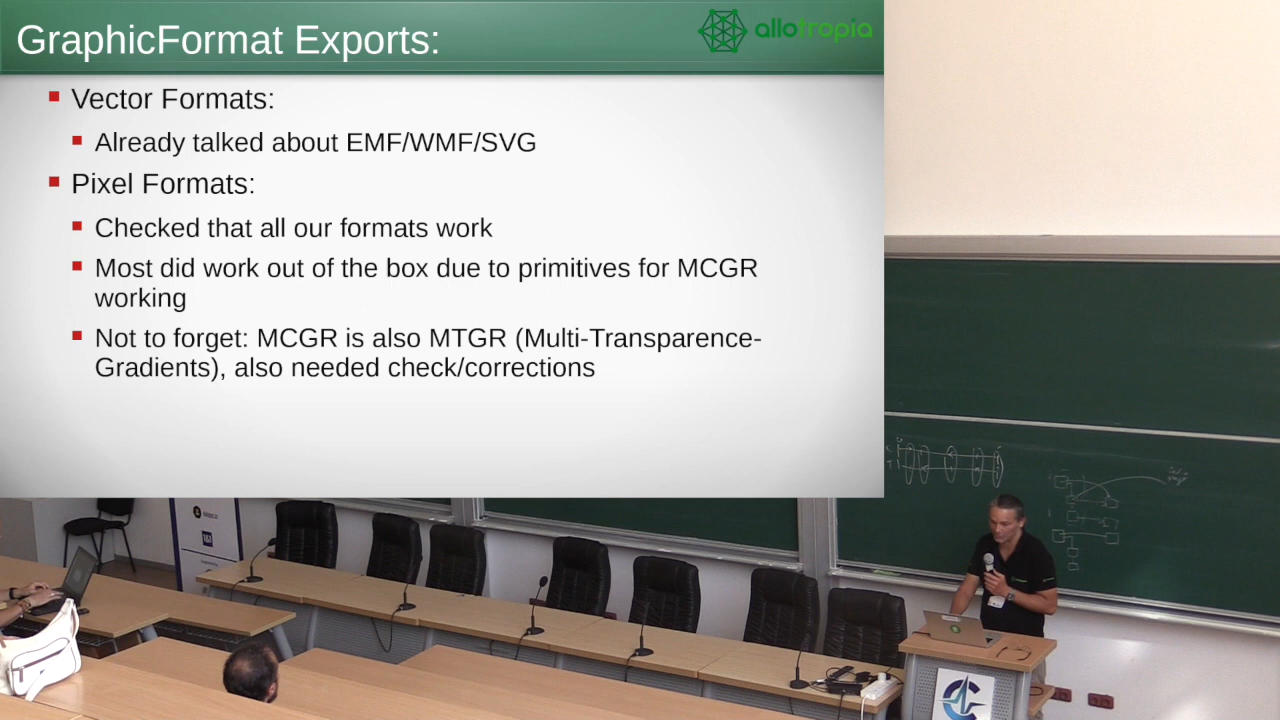 GraphicFormat Exports:
allotropia
Vector Formats:
Already talked about EMF/WMF/SVG
Pixel Formats:
Checked that all our formats work
Most did work out of the box due to primitives for MCGR
working
Not to forget: MCGR is also MTGR (Multi-Transparence-
Gradients), also needed check/corrections